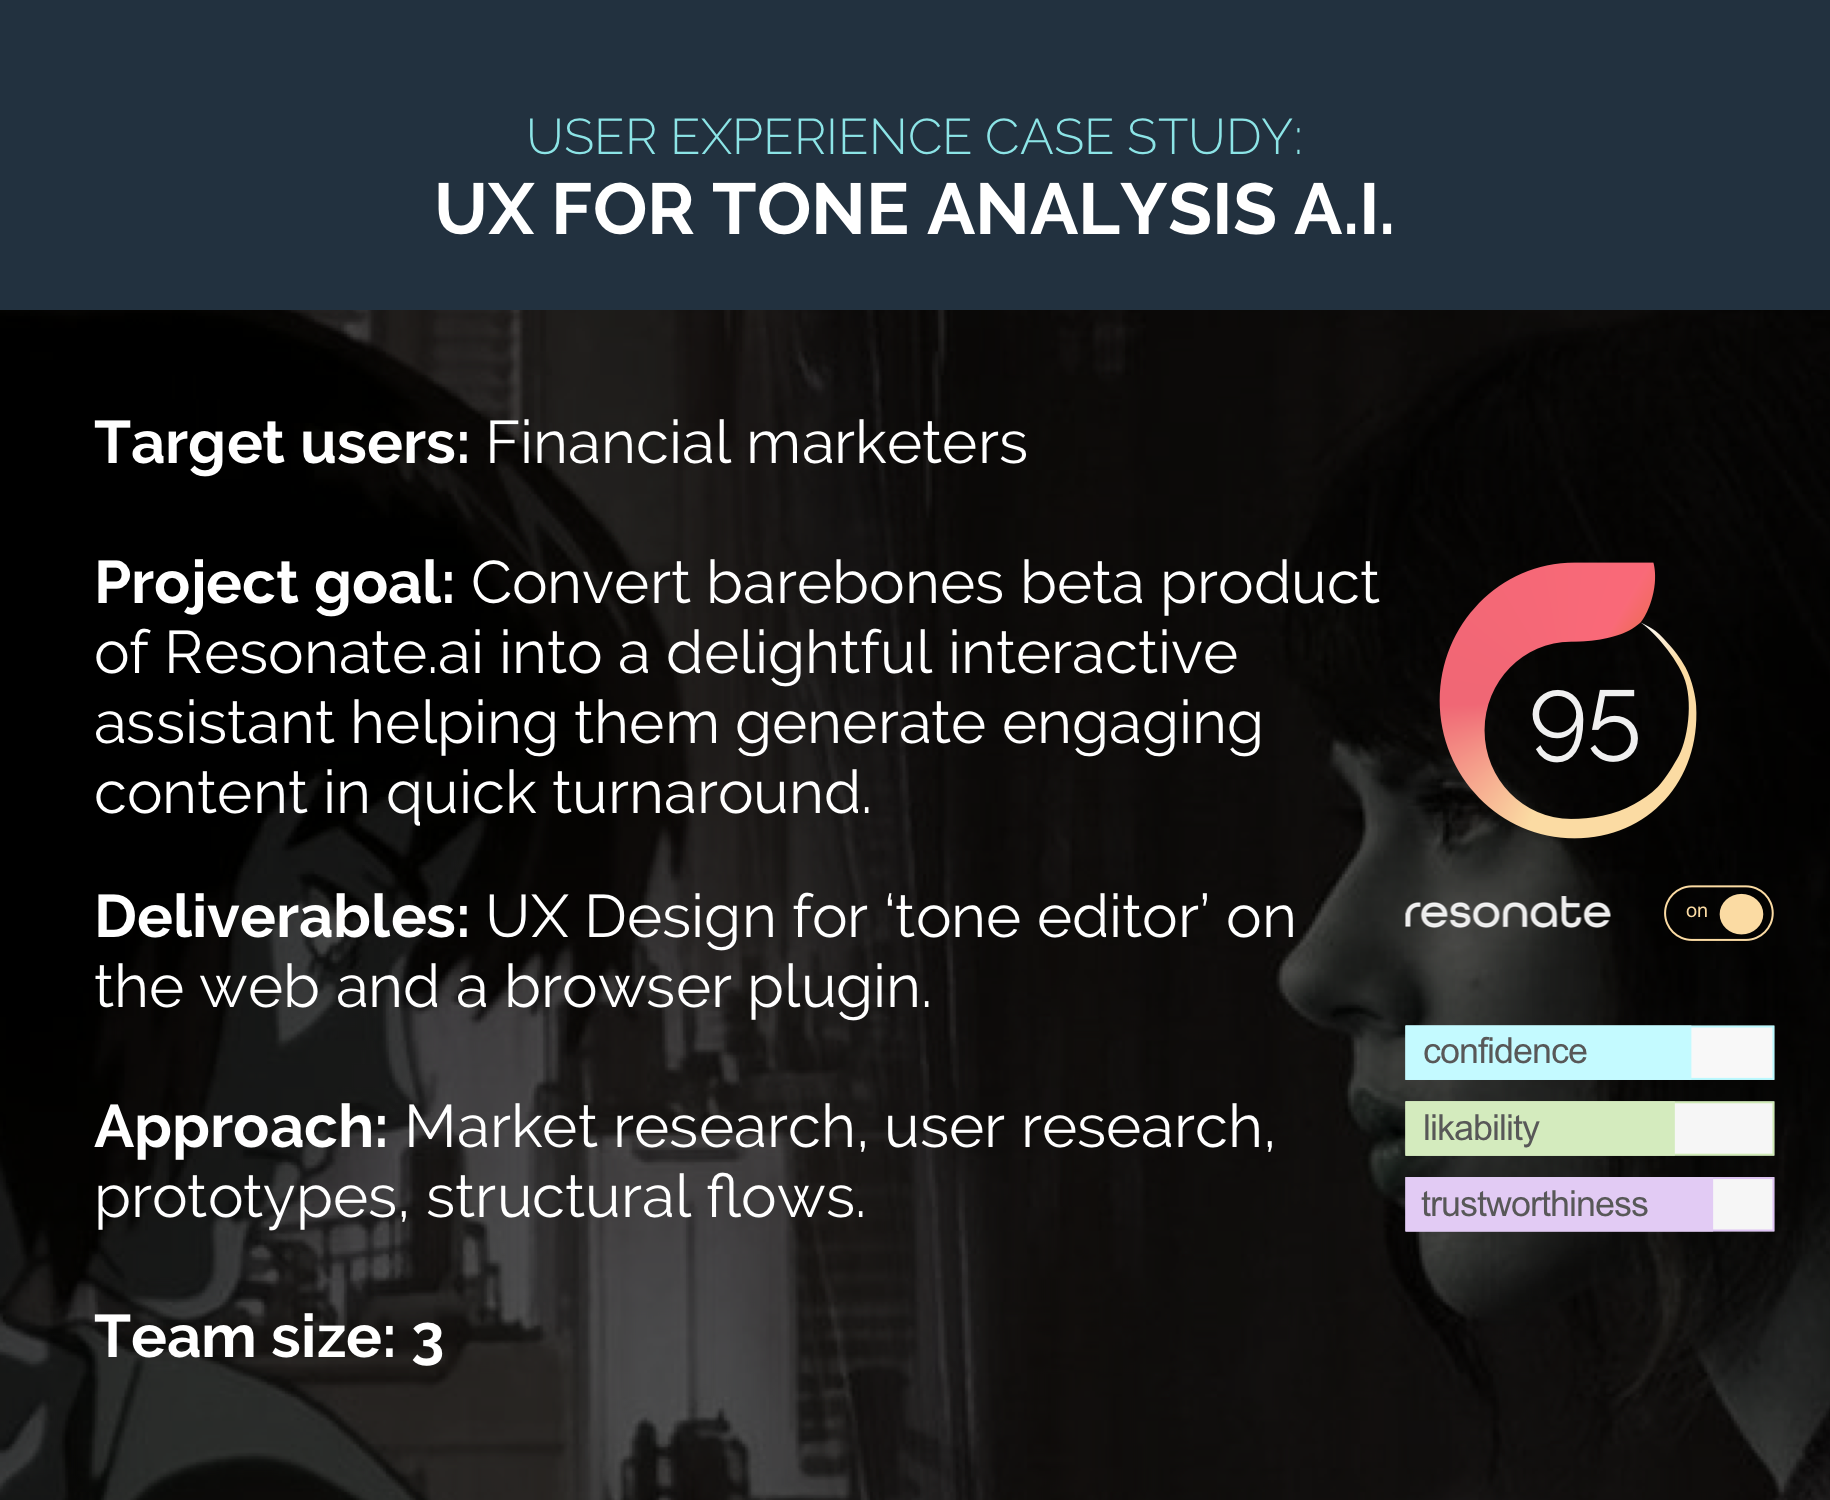 USER EXPERIENCE CASE STUDY:
UX FOR TONE ANALYSIS A.I.
Target users: Financial marketers
Project goal: Convert barebones beta product
of Resonate.ai into a delightful interactive
assistant helping them generate engaging
content in quick turnaround.
Deliverables: UX Design for ‘tone editor’ on
the web and a browser plugin.
Approach: Market research, user research,
prototypes, structural flows.
Team size: 3
95
resonate on
confidence
likability
trustworthiness